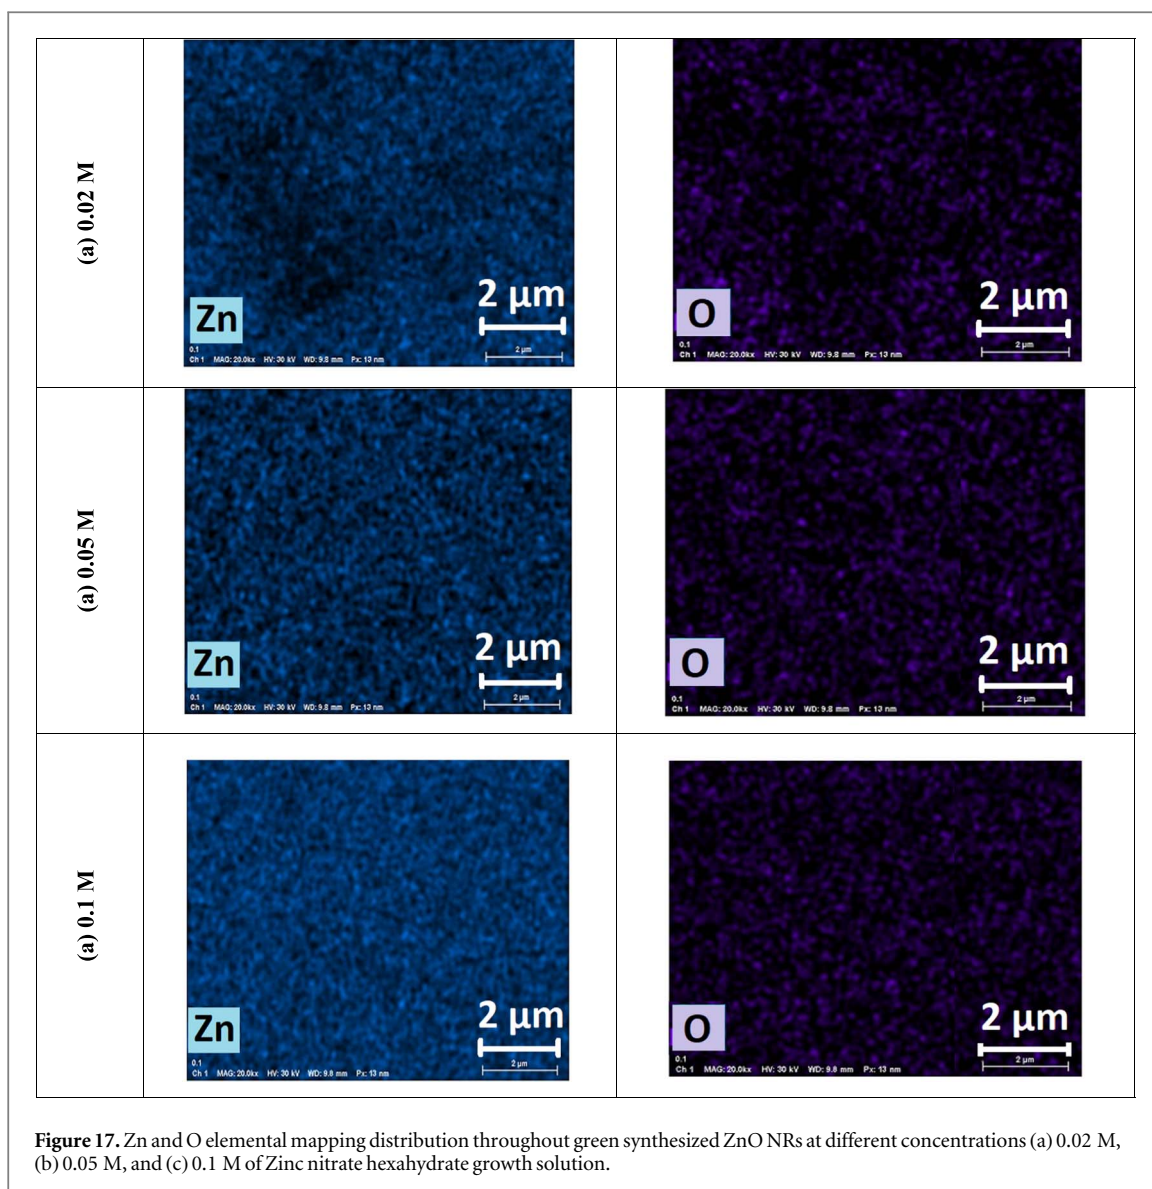 (a) 0.02 M
Zn
2 μm
0.1
2 μm
Ch 1 MAG: 20.0kx HV: 30 kV WD: 9.8 mm Px: 13 nm
O
2 μm
0.1
2 μm
Ch 1 MAG: 20.0kx HV: 30 kV WD: 9.8 mm Px: 13 nm
(a) 0.05 M
Zn
2 μm
0.1
2 μm
Ch 1 MAG: 20.0kx HV: 30 kV WD: 9.8 mm Px: 13 nm
O
2 μm
0.1
2 μm
Ch 1 MAG: 20.0kx HV: 30 kV WD: 9.8 mm Px: 13 nm
(a) 0.1 M
Zn
2 μm
0.1
2 μm
Ch 1 MAG: 20.0kx HV: 30 kV WD: 9.8 mm Px: 13 nm
O
2 μm
0.1
2 μm
Ch 1 MAG: 20.0kx HV: 30 kV WD: 9.8 mm Px: 13 nm
Figure 17. Zn and O elemental mapping distribution throughout green synthesized ZnO NRs at different concentrations (a) 0.02 M,
(b) 0.05 M, and (c) 0.1 M of Zinc nitrate hexahydrate growth solution.